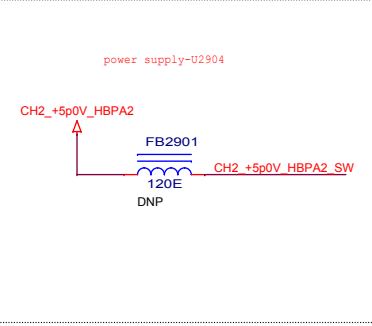 power supply-U2904
CH2_+5p0V_HBPA2
FB2901
CH2_+5p0V_HBPA2_SW
120E
DNP